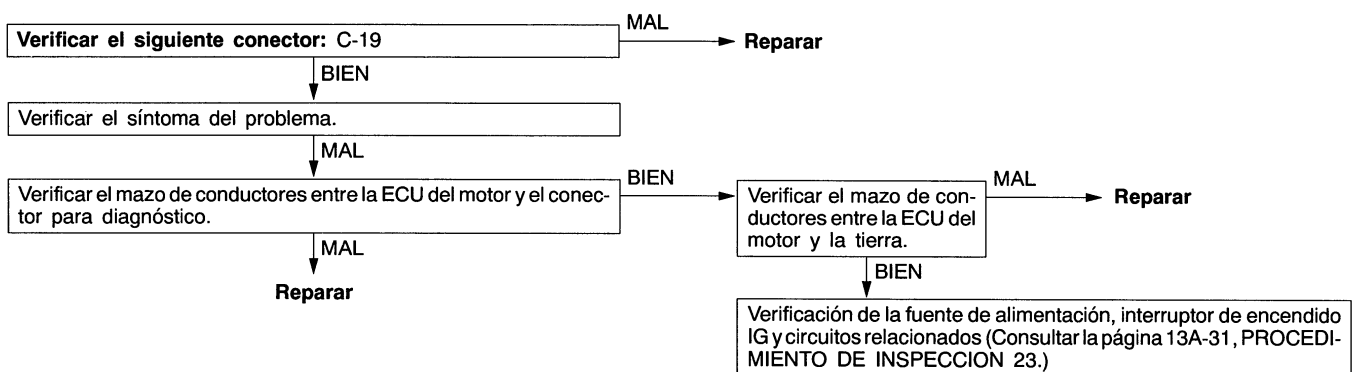 Verificar el siguiente conector: C-19
MAL
Reparar
BIEN
Verificar el síntoma del problema.
MAL
Verificar el mazo de conductores entre la ECU del motor y el conec-
tor para diagnóstico.
BIEN
Verificar el mazo de con-
ductores entre la ECU del
motor y la tierra.
MAL
Reparar
MAL
Reparar
BIEN
Verificación de la fuente de alimentación, interruptor de encendido
IG y circuitos relacionados (Consultar la página 13A-31, PROCEDI-
MIENTO DE INSPECCION 23.)